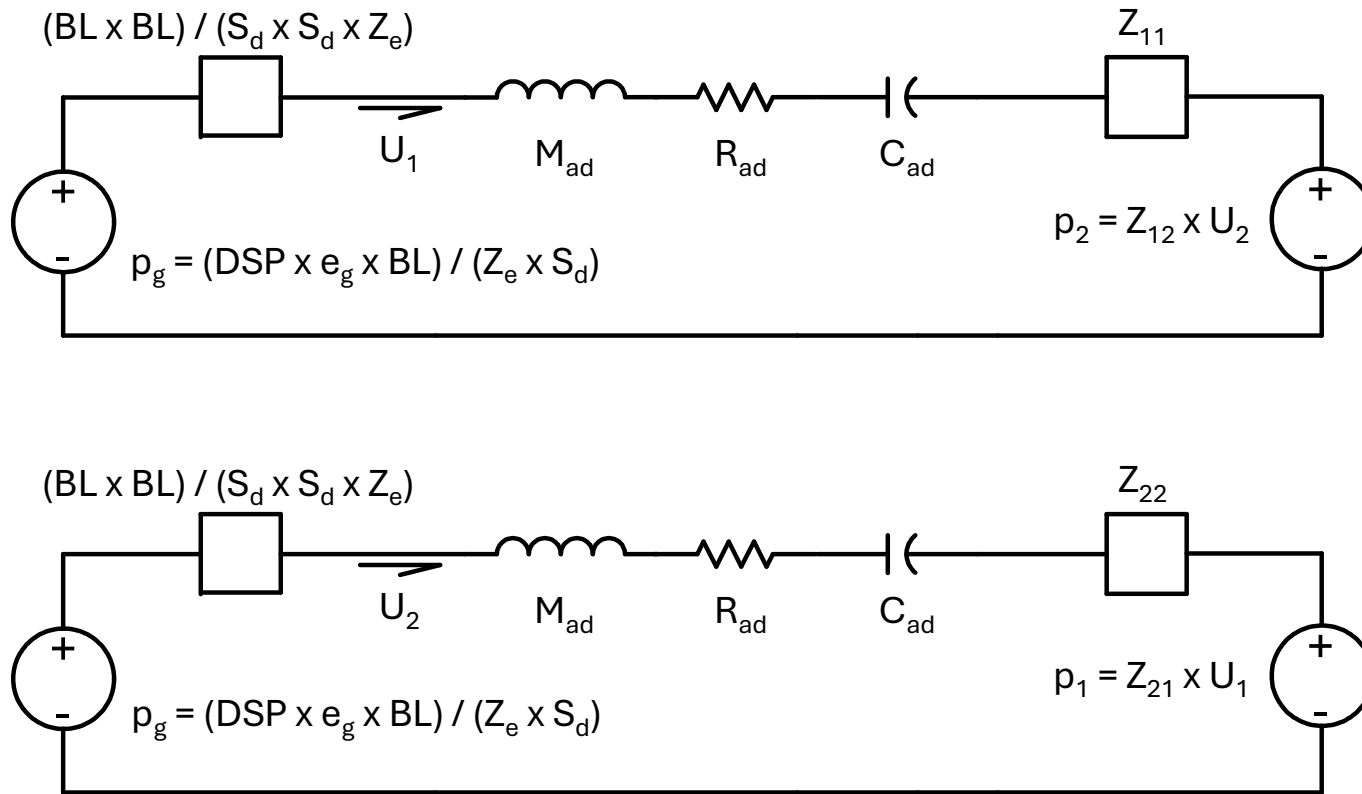 (BL x BL) / (S_d x S_d x Z_e)
Z_11
+
-
U_1
M_ad
R_ad
C_ad
+
-
p_2 = Z_12 x U_2
p_g = (DSP x e_g x BL) / (Z_e x S_d)
(BL x BL) / (S_d x S_d x Z_e)
Z_22
+
-
U_2
M_ad
R_ad
C_ad
+
-
p_1 = Z_21 x U_1
p_g = (DSP x e_g x BL) / (Z_e x S_d)